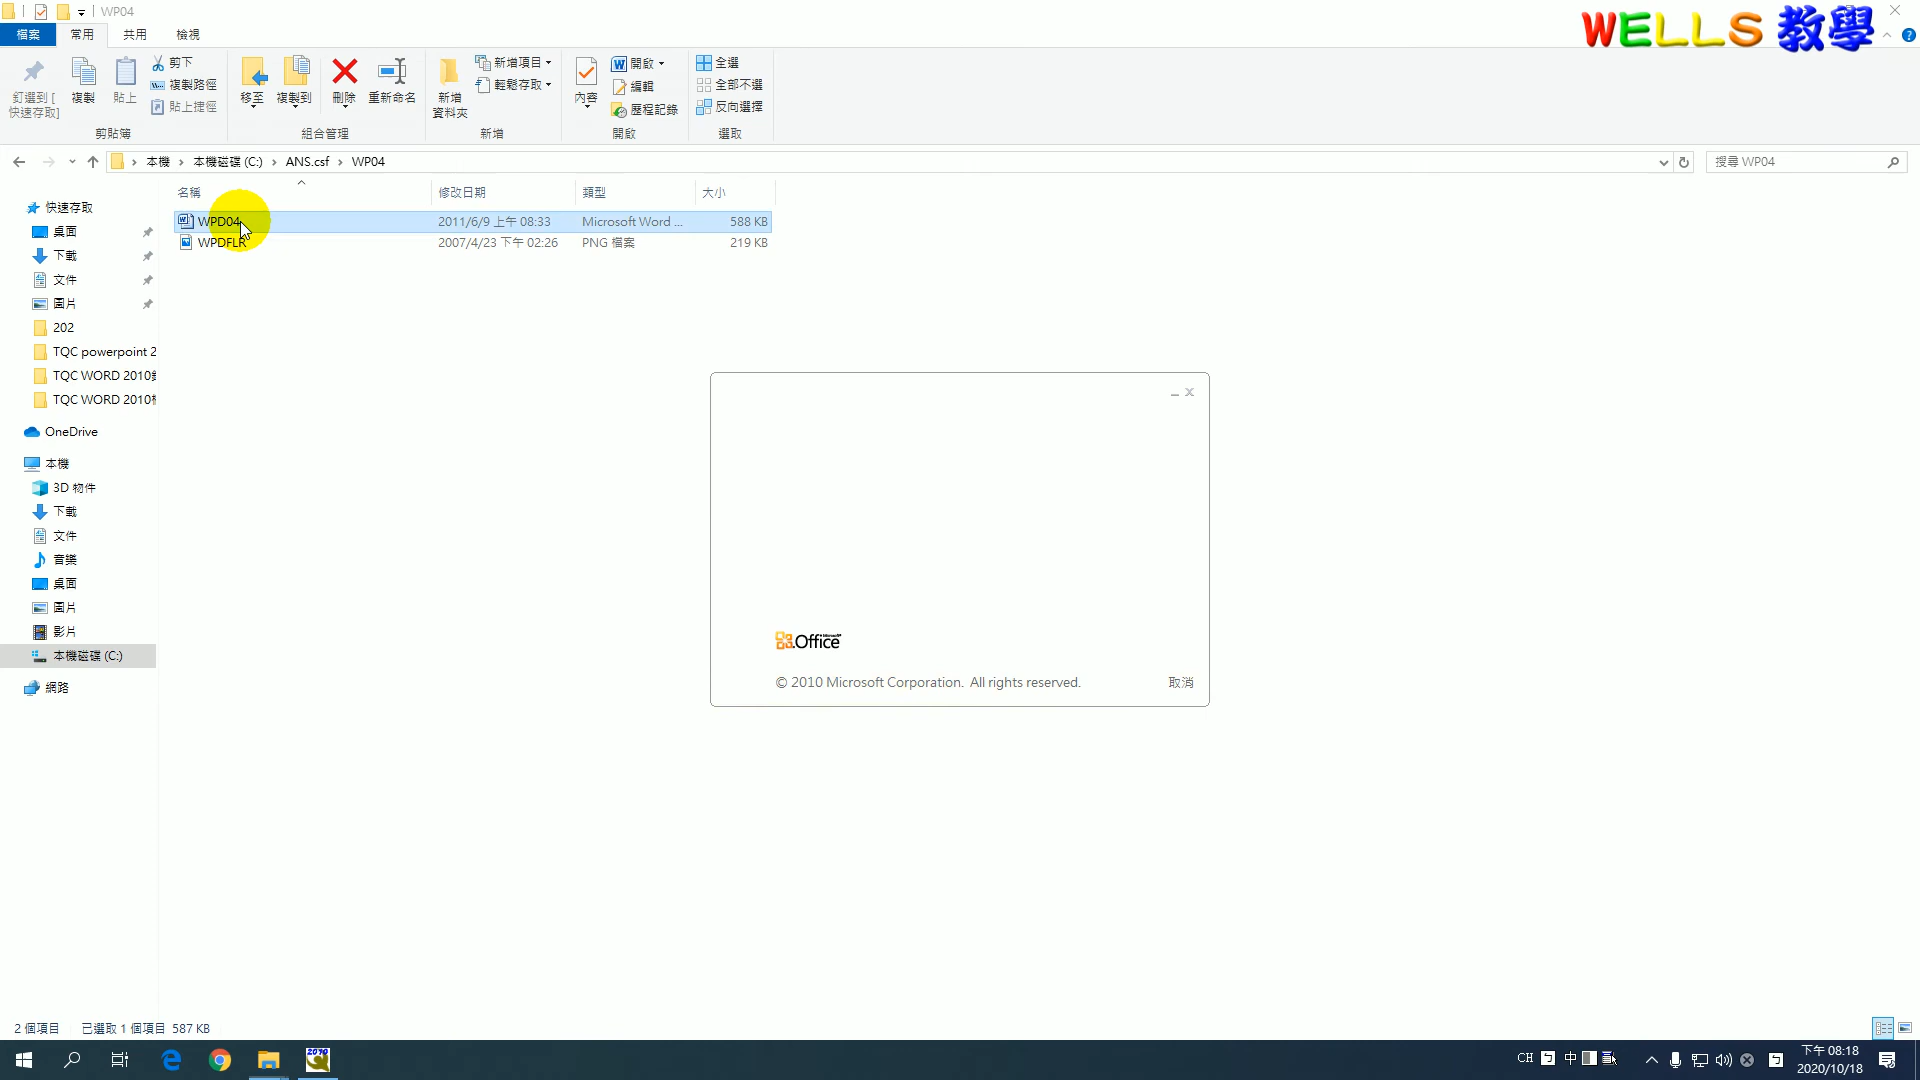 WP04
WELLS 教學
檔案 常用 共用 檢視
釘選到 [
快速存取]
複製
貼上
剪下
複製路徑
貼上捷徑
剪貼簿
移至
複製到
刪除
重新命名
組合管理
新增
資料夾
新增項目
輕鬆存取
新增
內容
開啟
編輯
歷程記錄
開啟
全選
全部不選
反向選擇
選取
本機 › 本機磁碟 (C:) › ANS.csf › WP04
搜尋 WP04
名稱 修改日期 類型 大小
WPD04 2011/6/9 上午 08:33 Microsoft Word ... 588 KB
WPDFLR 2007/4/23 下午 02:26 PNG 檔案 219 KB
快速存取
桌面
下載
文件
圖片
202
TQC powerpoint 2
TQC WORD 2010
TQC WORD 2010
OneDrive
本機
3D 物件
下載
文件
音樂
桌面
圖片
影片
本機磁碟 (C:)
網路
Microsoft Office
© 2010 Microsoft Corporation. All rights reserved. 取消
2 個項目 已選取 1 個項目 587 KB
2010
CH ㄅ 中
ㄅ
下午 08:18
2020/10/18